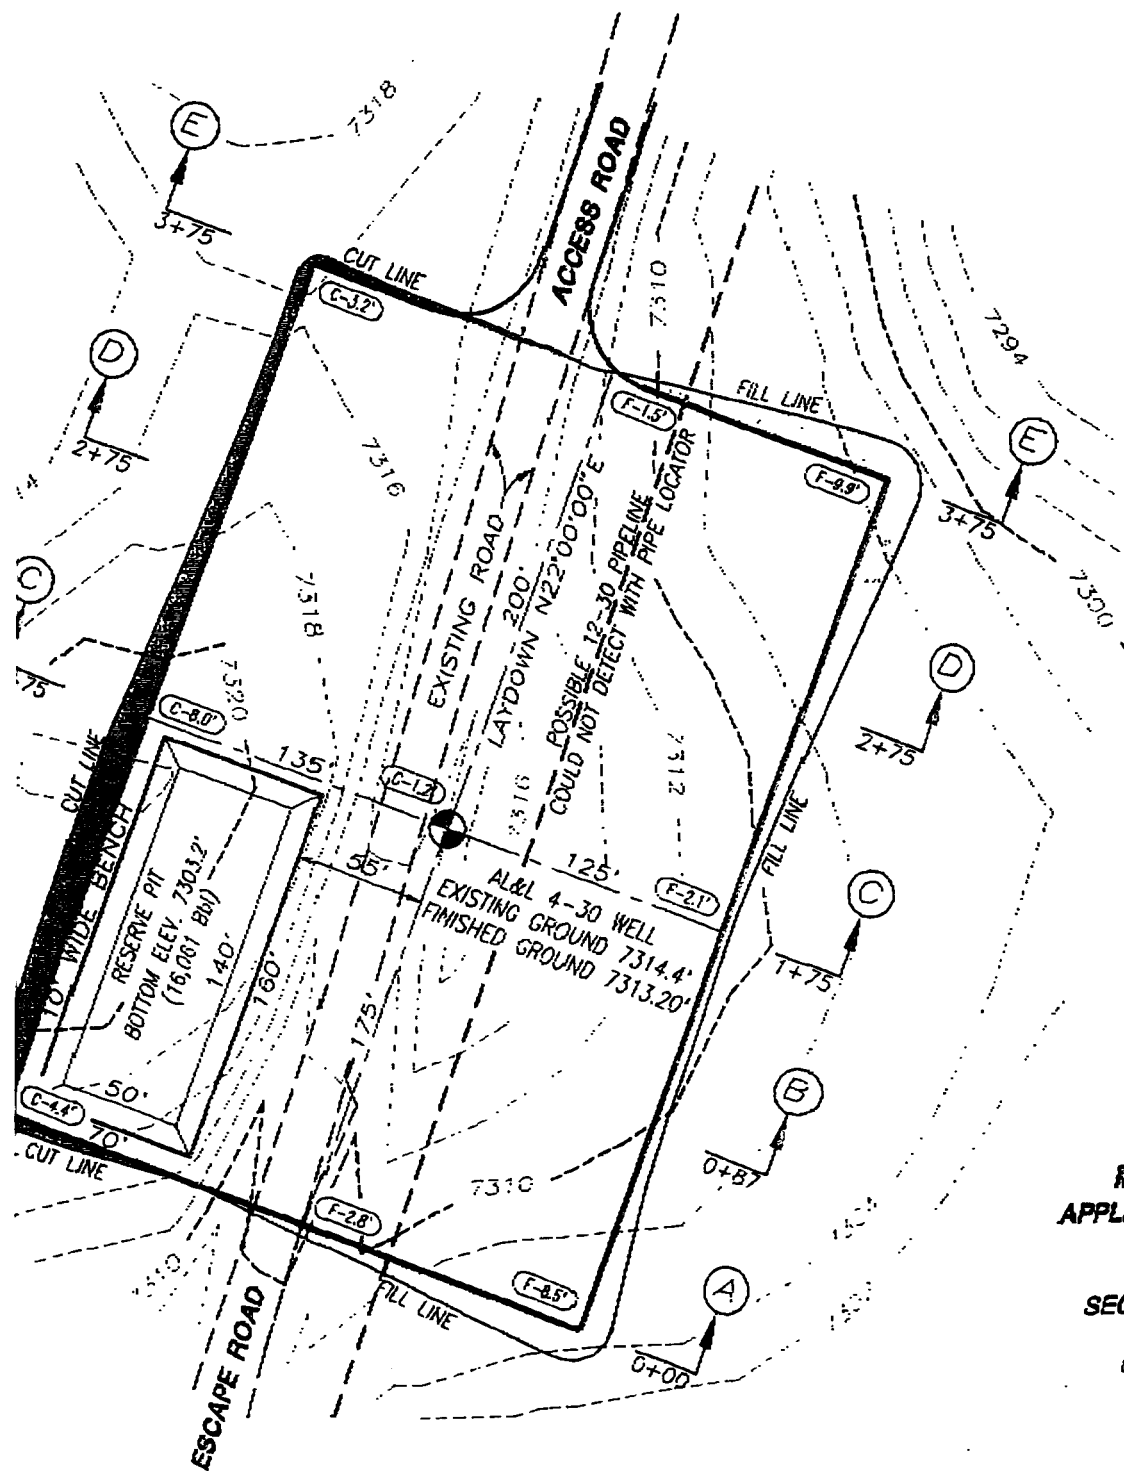 E
7318
3+75
CUT LINE
ACCESS ROAD
C-3.2'
7310
7294
D
2+75
F-1.5'
FILL LINE
E
F-9.9'
3+75
7316
7300
C
7318
EXISTING ROAD
200'
LAYDOWN N22°00'00"E
POSSIBLE 12-30 PIPELINE
COULD NOT DETECT WITH PIPE LOCATOR
D
2+75
7320
C-8.0'
135'
C-1.2'
7316
7312
CUT LINE
10' WIDE BENCH
RESERVE PIT
BOTTOM ELEV. 7303.2'
(16,061 Bbl)
140'
160'
55'
125'
F-2.1'
FILL LINE
AL&L 4-30 WELL
EXISTING GROUND 7314.4'
FINISHED GROUND 7313.20'
C
1+75
175'
B
0+87
50'
C-4.4'
70'
CUT LINE
7310
F-2.8'
7310
F-8.5'
FILL LINE
ESCAPE ROAD
A
0+00